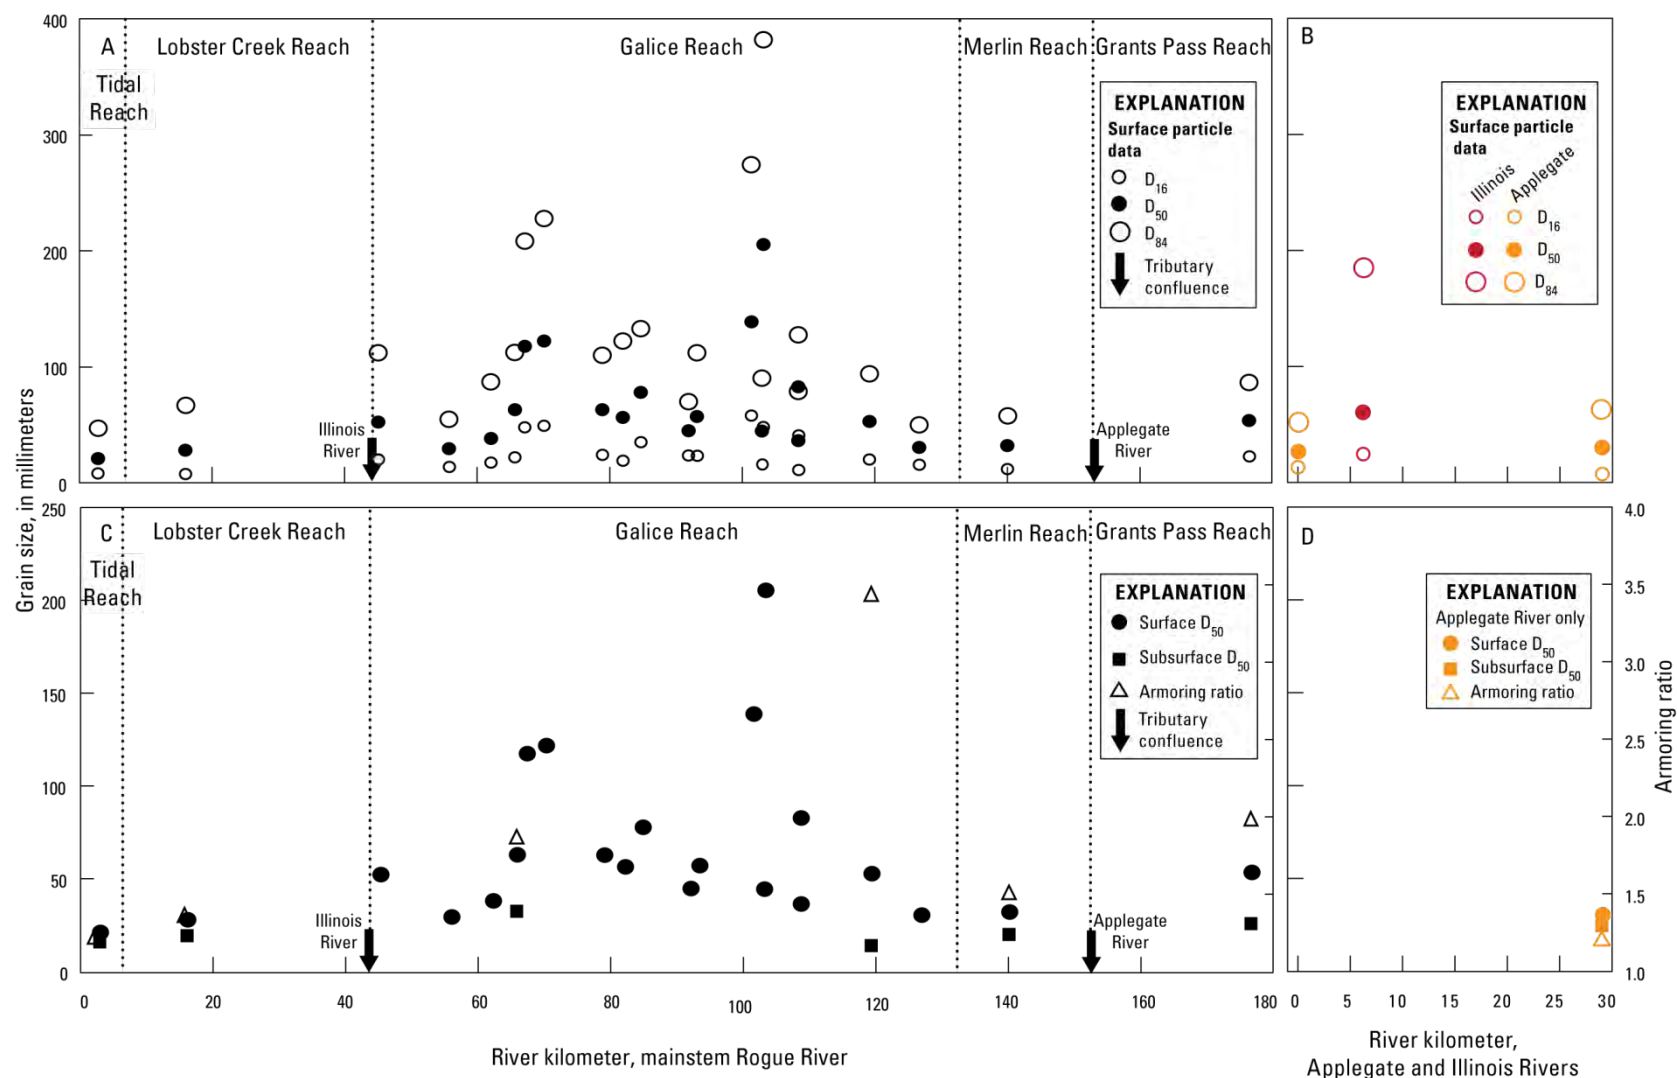 A
Lobster Creek Reach
Galice Reach
Merlin Reach
Grants Pass Reach
Tidal
Reach
EXPLANATION
Surface particle
data
D16
D50
D84
Tributary
confluence
Illinois
River
Applegate
River
400
300
200
100
0
B
EXPLANATION
Surface particle
data
Illinois
Applegate
D16
D50
D84
Grain size, in millimeters
C
Lobster Creek Reach
Galice Reach
Merlin Reach
Grants Pass Reach
Tidal
Reach
EXPLANATION
Surface D50
Subsurface D50
Armoring ratio
Tributary
confluence
Illinois
River
Applegate
River
250
200
150
100
50
0
0 20 40 60 80 100 120 140 160 180
River kilometer, mainstem Rogue River
D
EXPLANATION
Applegate River only
Surface D50
Subsurface D50
Armoring ratio
4.0
3.5
3.0
2.5
2.0
1.5
1.0
Armoring ratio
0 5 10 15 20 25 30
River kilometer,
Applegate and Illinois Rivers